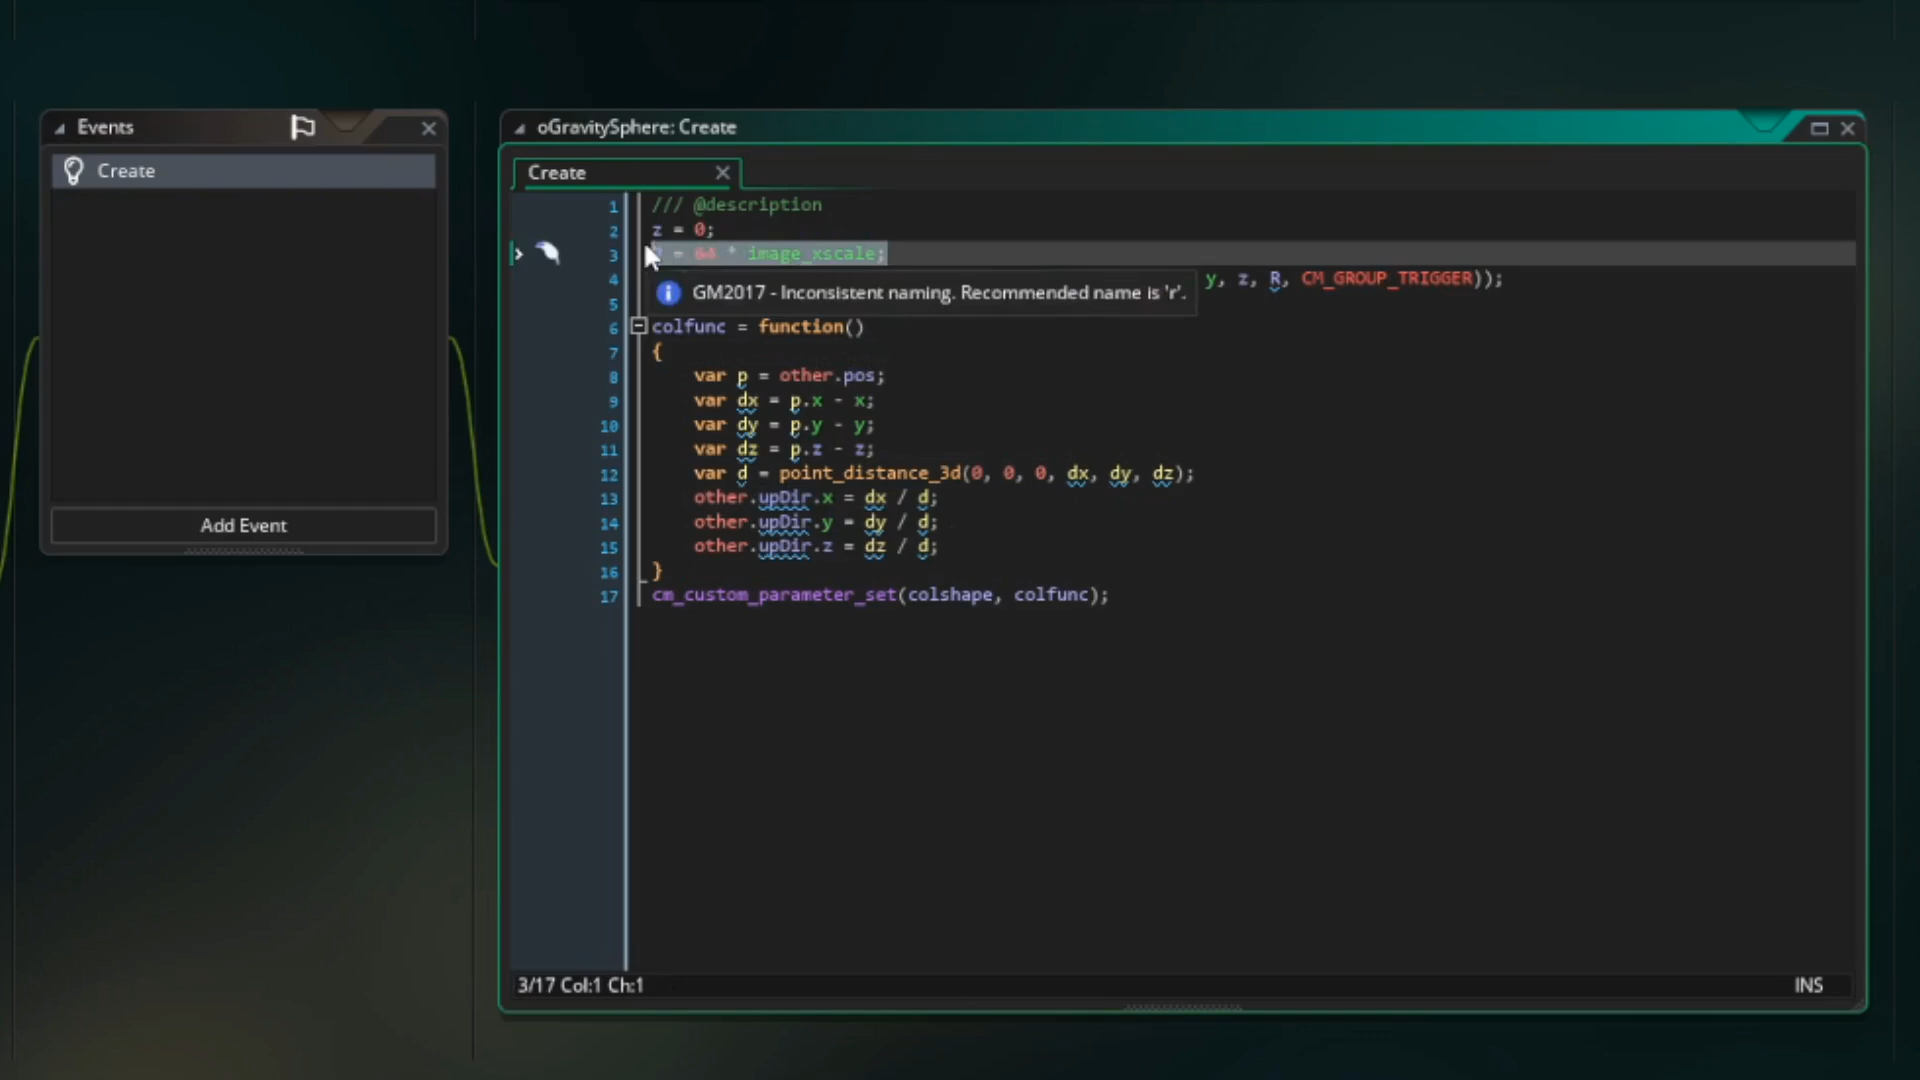 Events
Create
Add Event
oGravitySphere: Create
Create
1 /// @description
2 z = 0;
3 = 64 * image_xscale;
4 y, z, R, CM_GROUP_TRIGGER));
GM2017 - Inconsistent naming. Recommended name is 'r'.
5
6 colfunc = function()
7 {
8 var p = other.pos;
9 var dx = p.x - x;
10 var dy = p.y - y;
11 var dz = p.z - z;
12 var d = point_distance_3d(0, 0, 0, dx, dy, dz);
13 other.upDir.x = dx / d;
14 other.upDir.y = dy / d;
15 other.upDir.z = dz / d;
16 }
17 cm_custom_parameter_set(colshape, colfunc);
3/17 Col:1 Ch:1
INS